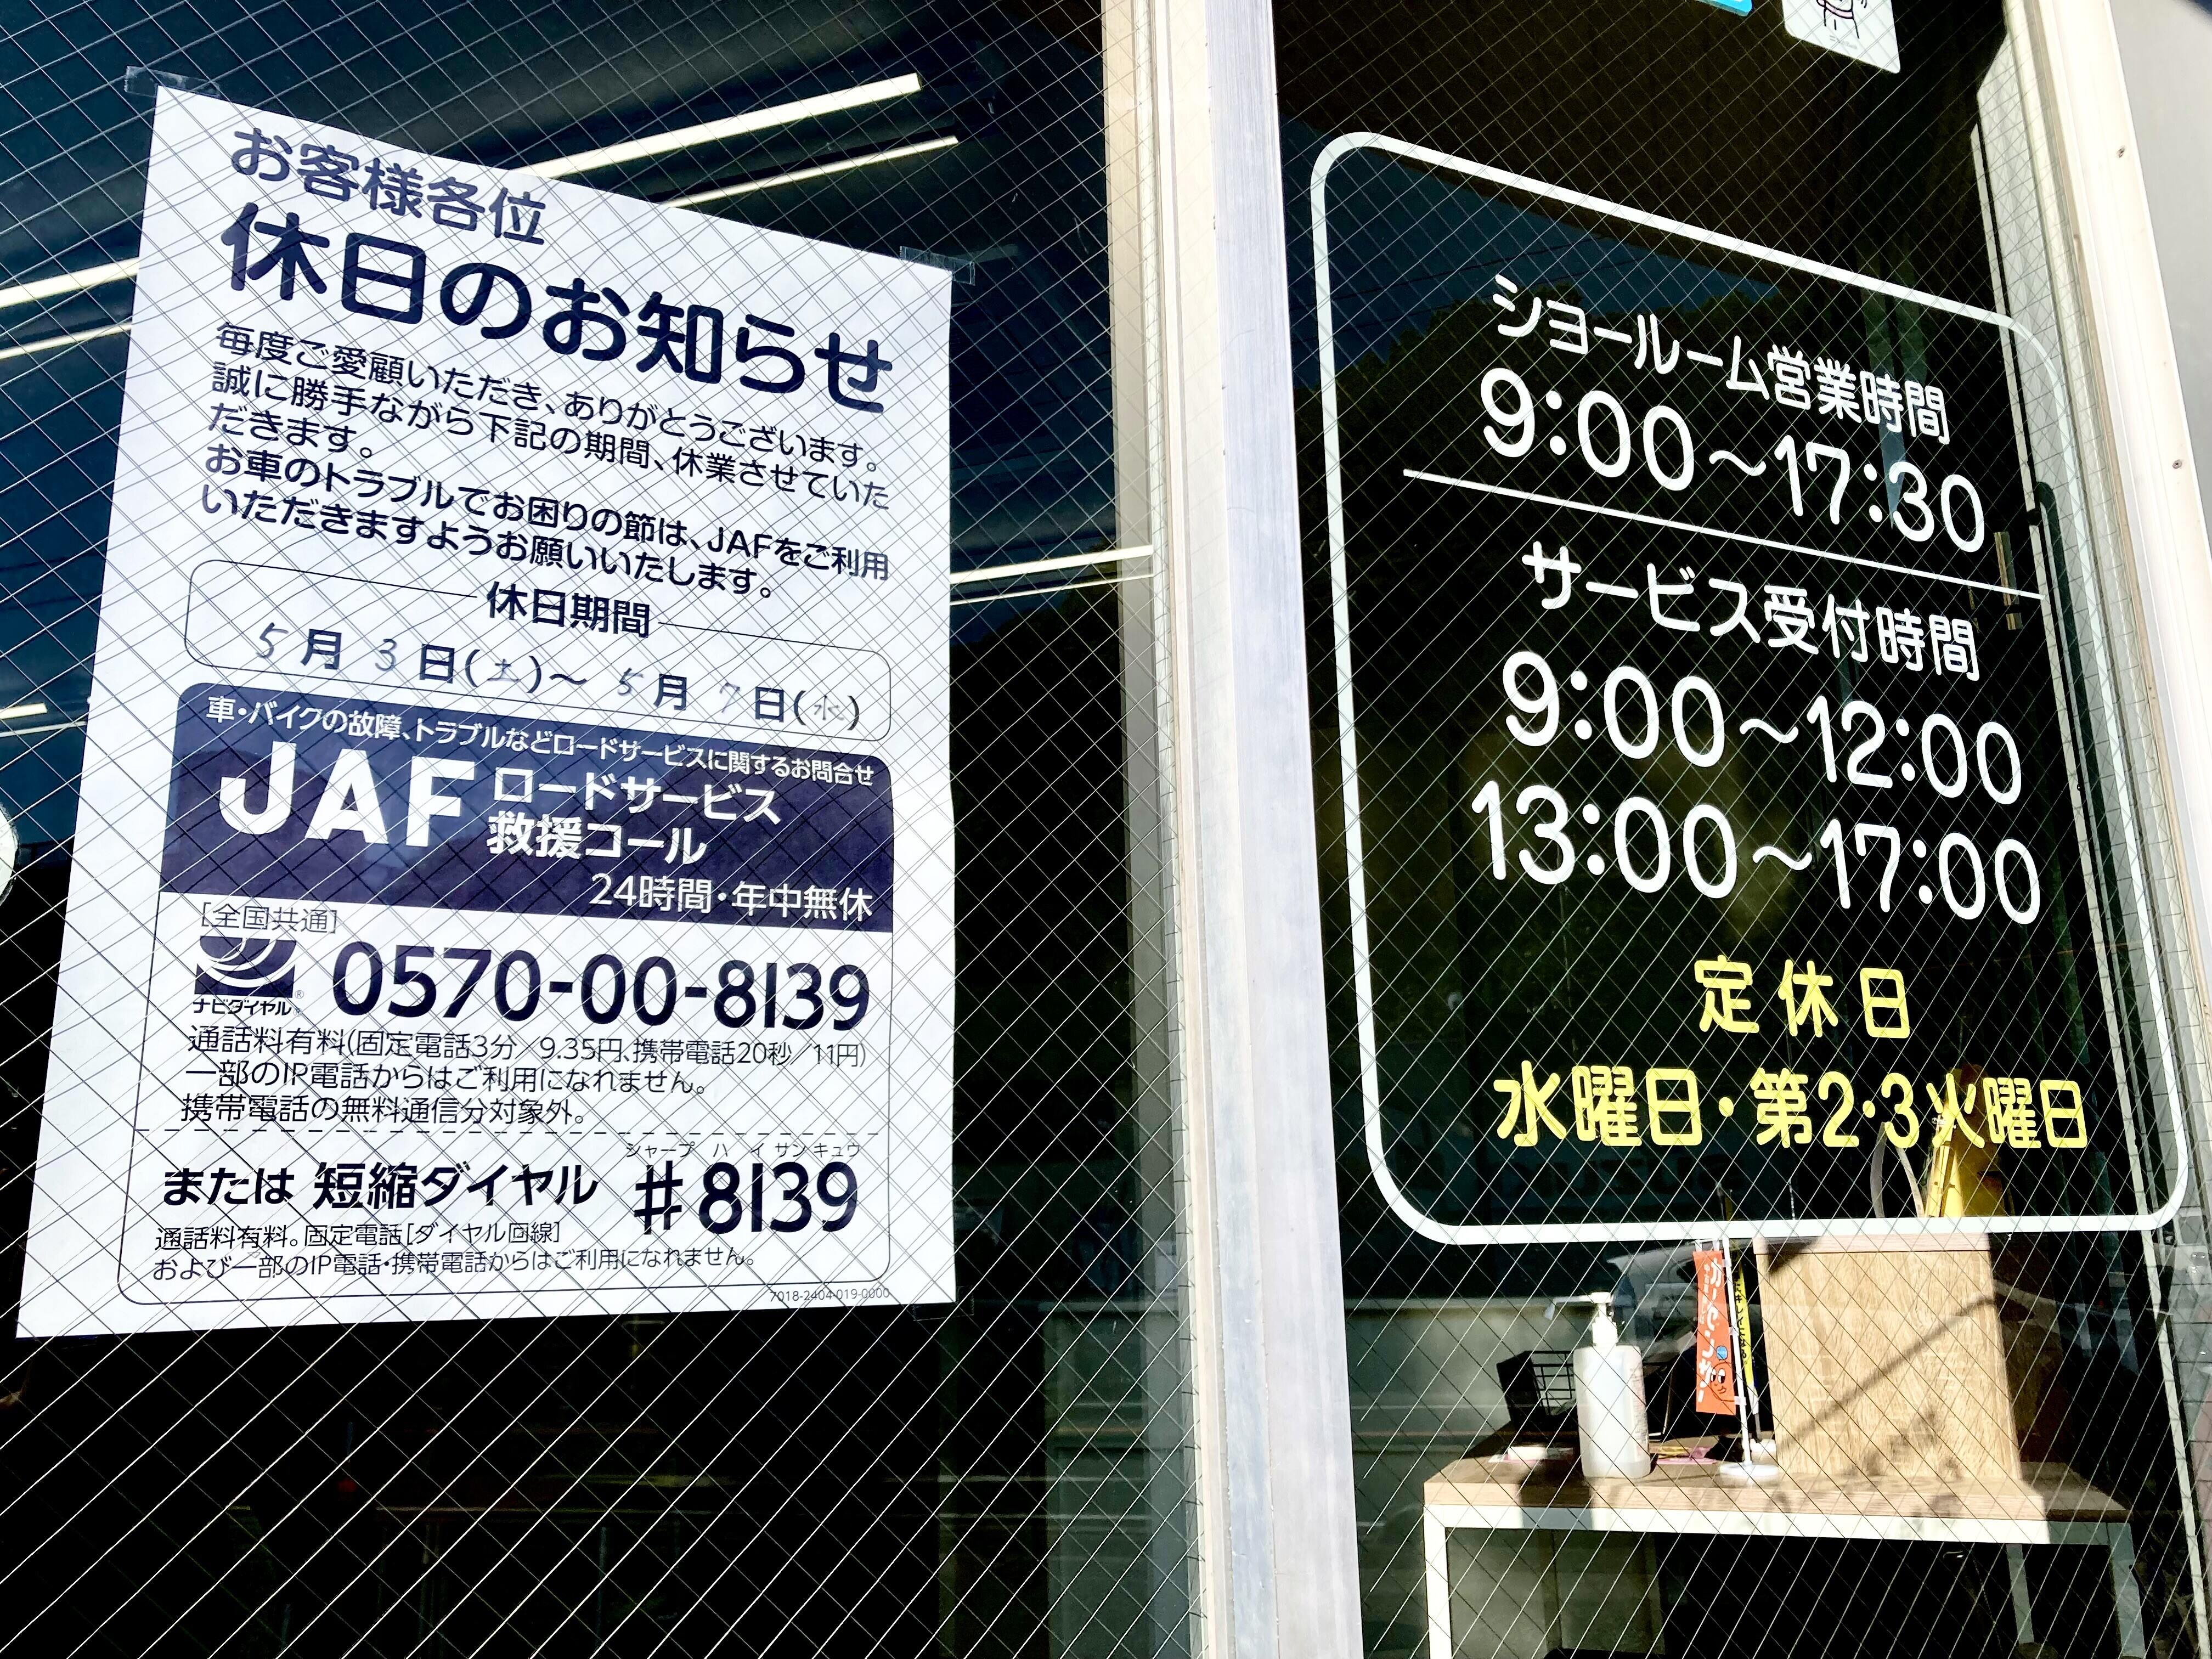 お客様各位
休日のお知らせ
毎度ご愛顧いただき、ありがとうございます。
誠に勝手ながら下記の期間、休業させていた
だきます。
お車のトラブルでお困りの節は、JAFをご利用
いただきますようお願いいたします。
休日期間
5月3日(土)～5月7日(水)
車・バイクの故障、トラブルなどロードサービスに関するお問合せ
JAF ロードサービス
救援コール
24時間・年中無休
[全国共通]
ナビダイヤル® 0570-00-8139
通話料有料(固定電話3分／9.35円、携帯電話20秒／11円)
一部のIP電話からはご利用になれません。
携帯電話の無料通信分対象外。
シャープ ハ イ サン キュウ
または 短縮ダイヤル #8139
通話料有料。固定電話[ダイヤル回線]
および一部のIP電話・携帯電話からはご利用になれません。
7018-2404-019-0000
ショールーム営業時間
9:00～17:30
サービス受付時間
9:00～12:00
13:00～17:00
定休日
水曜日・第2・3火曜日